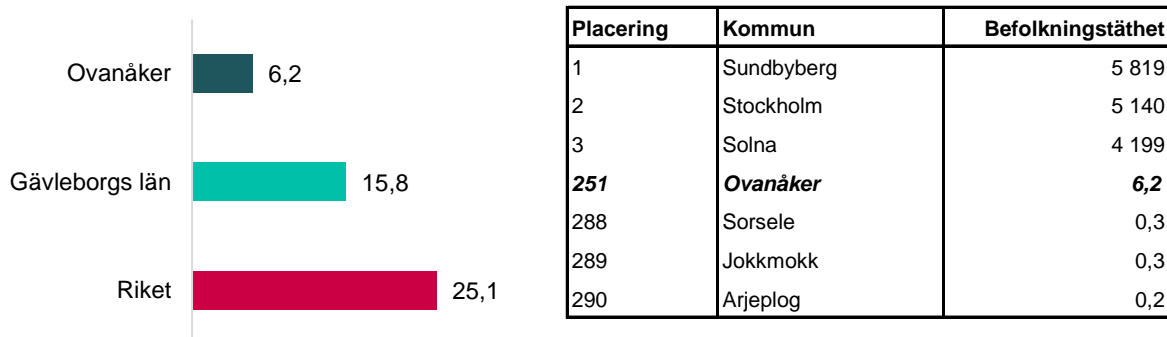 Ovanåker 6,2
Gävleborgs län 15,8
Riket 25,1
Placering Kommun Befolkningstäthet
1 Sundbyberg 5 819
2 Stockholm 5 140
3 Solna 4 199
251 Ovanåker 6,2
288 Sorsele 0,3
289 Jokkmokk 0,3
290 Arjeplog 0,2